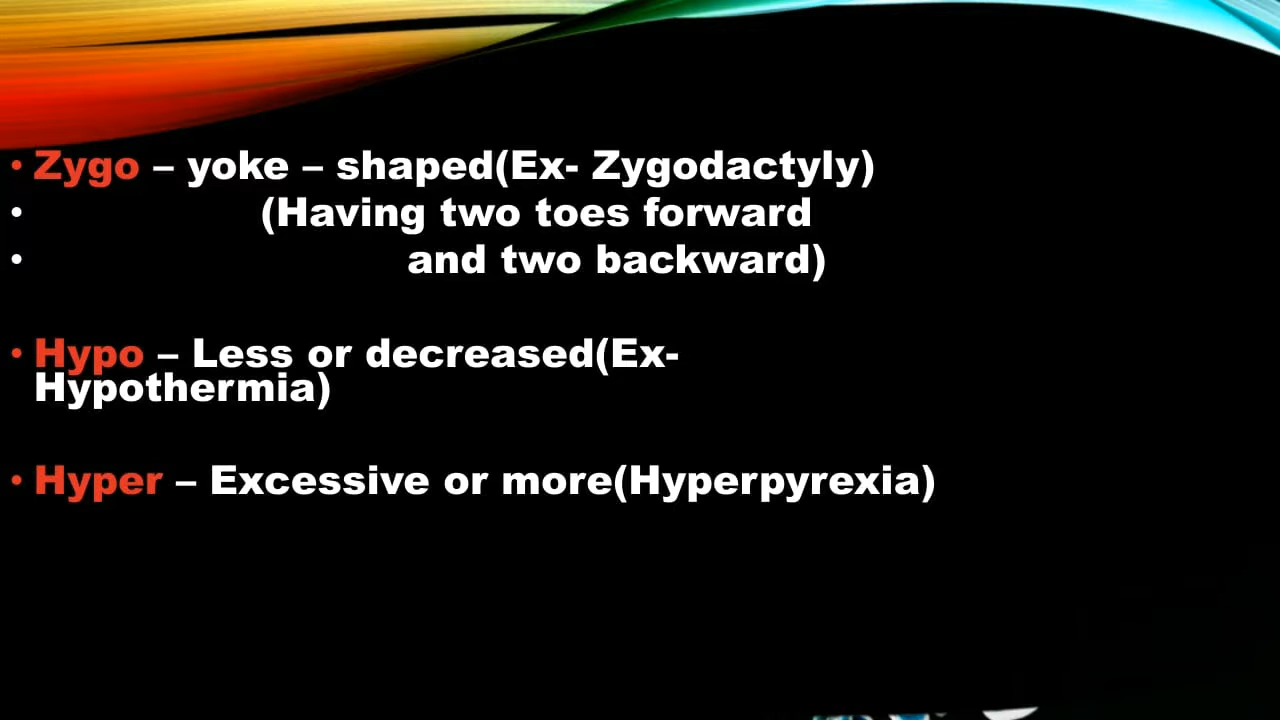 • Zygo – yoke – shaped(Ex- Zygodactyly)
• (Having two toes forward
• and two backward)
• Hypo – Less or decreased(Ex-
Hypothermia)
• Hyper – Excessive or more(Hyperpyrexia)